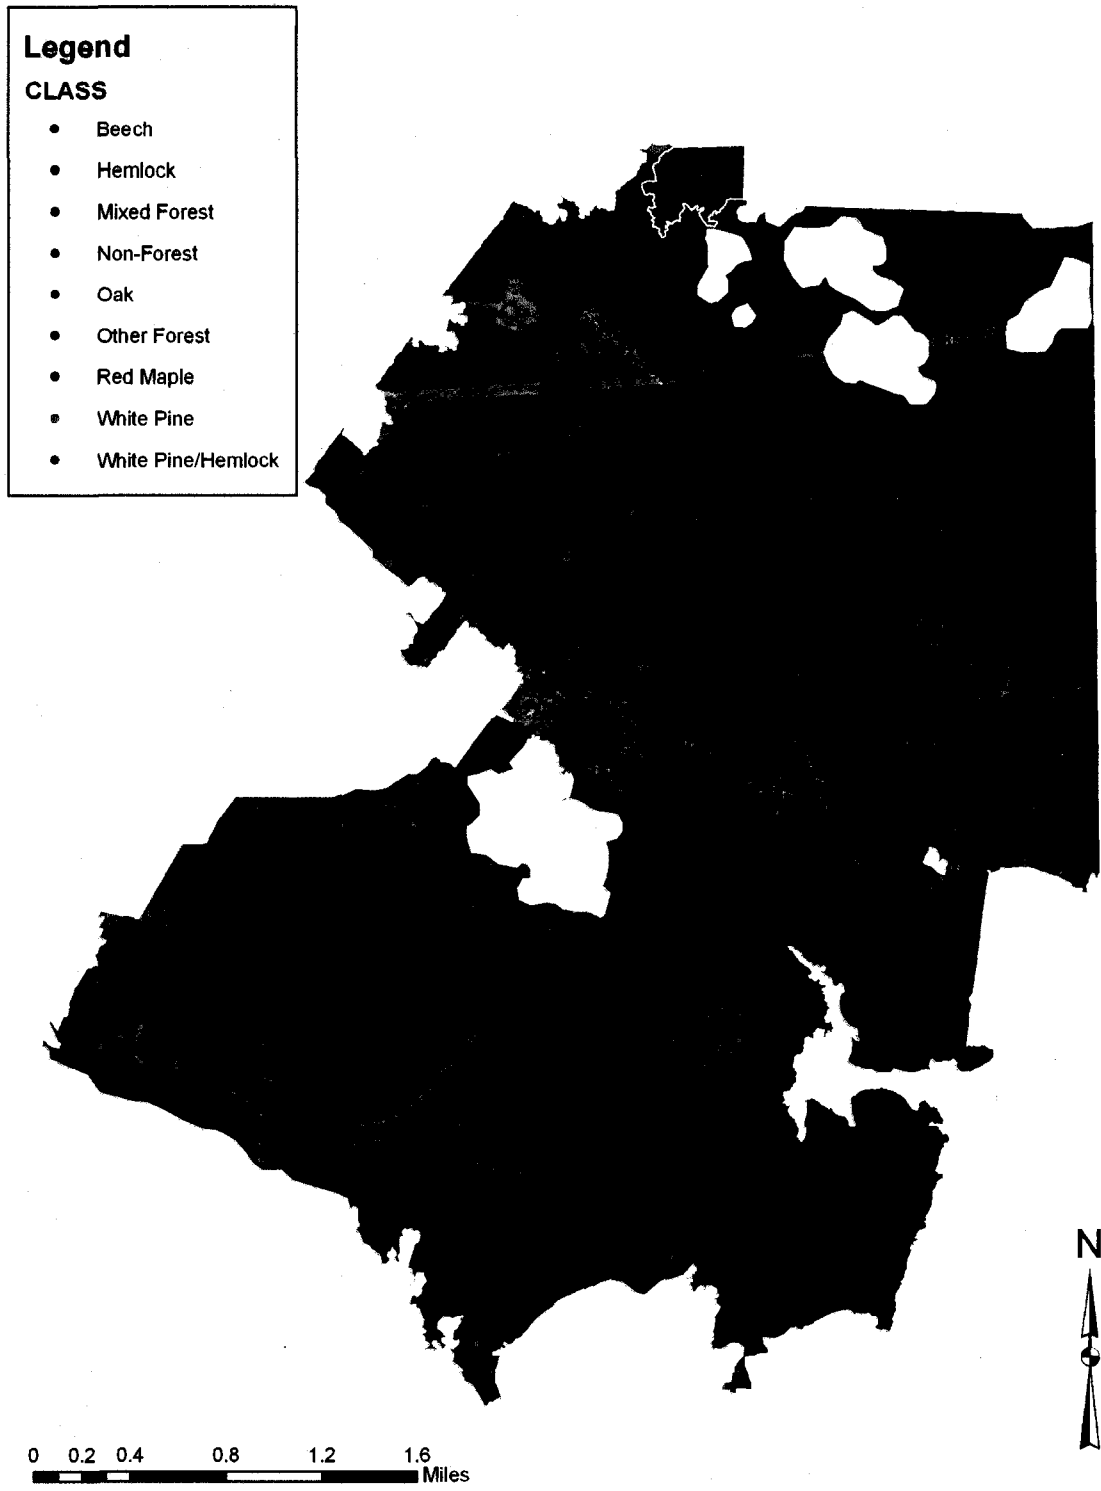 Legend
CLASS
Beech
Hemlock
Mixed Forest
Non-Forest
Oak
Other Forest
Red Maple
White Pine
White Pine/Hemlock
N
0 0.2 0.4 0.8 1.2 1.6
Miles